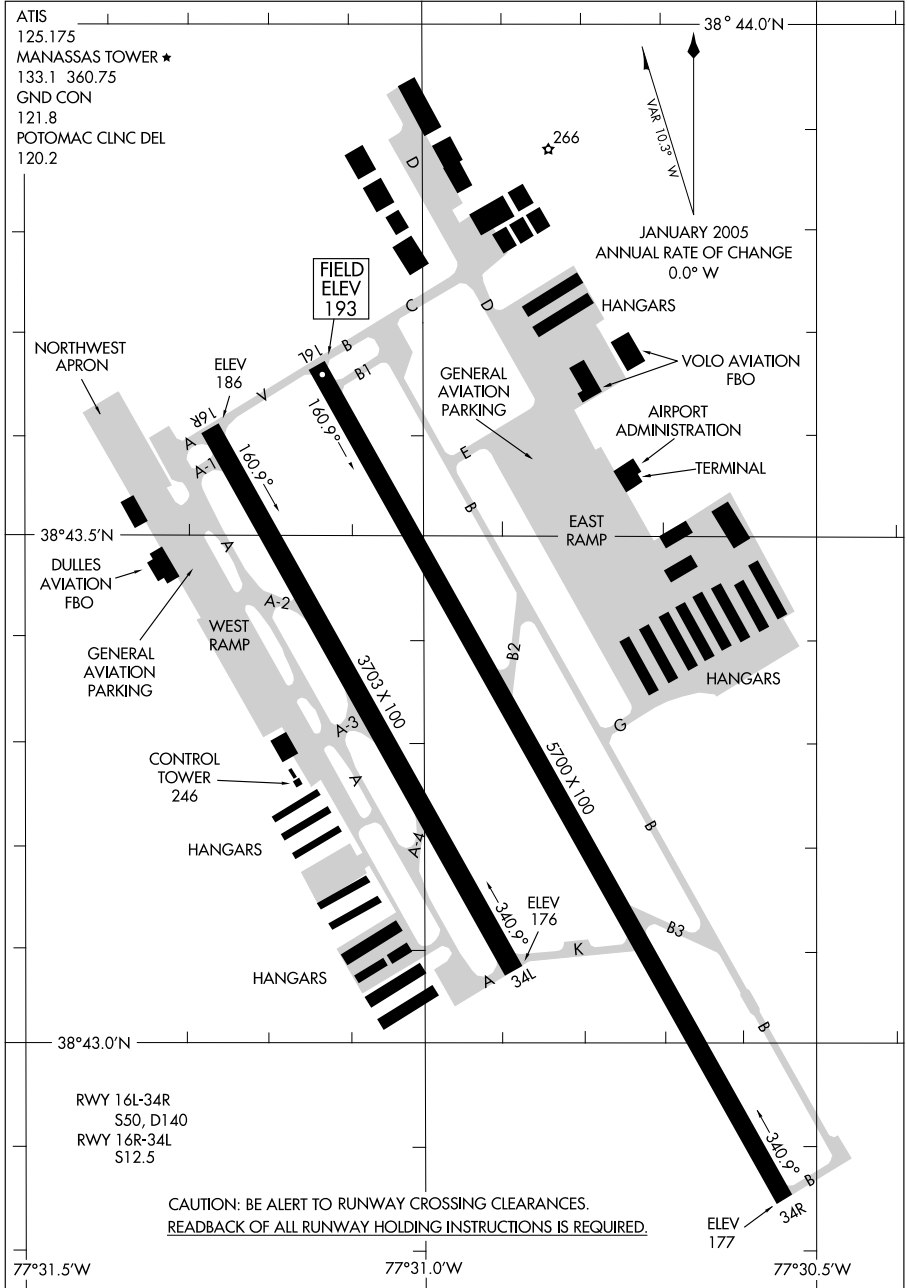 ATIS
125.175
MANASSAS TOWER ★
133.1 360.75
GND CON
121.8
POTOMAC CLNC DEL
120.2
38° 44.0'N
266
VAR 10.3° W
JANUARY 2005
ANNUAL RATE OF CHANGE
0.0° W
D
FIELD
ELEV
193
C
D
HANGARS
NORTHWEST
APRON
ELEV
186
16L
B
B1
V
VOLO AVIATION
FBO
GENERAL
AVIATION
PARKING
AIRPORT
ADMINISTRATION
TERMINAL
16R
A
A-1
160.9°
160.9°
E
B
EAST
RAMP
38°43.5'N
A
DULLES
AVIATION
FBO
A-2
WEST
RAMP
GENERAL
AVIATION
PARKING
B2
3703 X 100
HANGARS
A-3
G
CONTROL
TOWER
246
A
5700 X 100
HANGARS
A-4
B
340.9°
ELEV
176
K
B3
HANGARS
A
34L
B
38°43.0'N
RWY 16L-34R
S50, D140
RWY 16R-34L
S12.5
340.9°
B
34R
CAUTION: BE ALERT TO RUNWAY CROSSING CLEARANCES.
READBACK OF ALL RUNWAY HOLDING INSTRUCTIONS IS REQUIRED.
ELEV
177
77°31.5'W
77°31.0'W
77°30.5'W